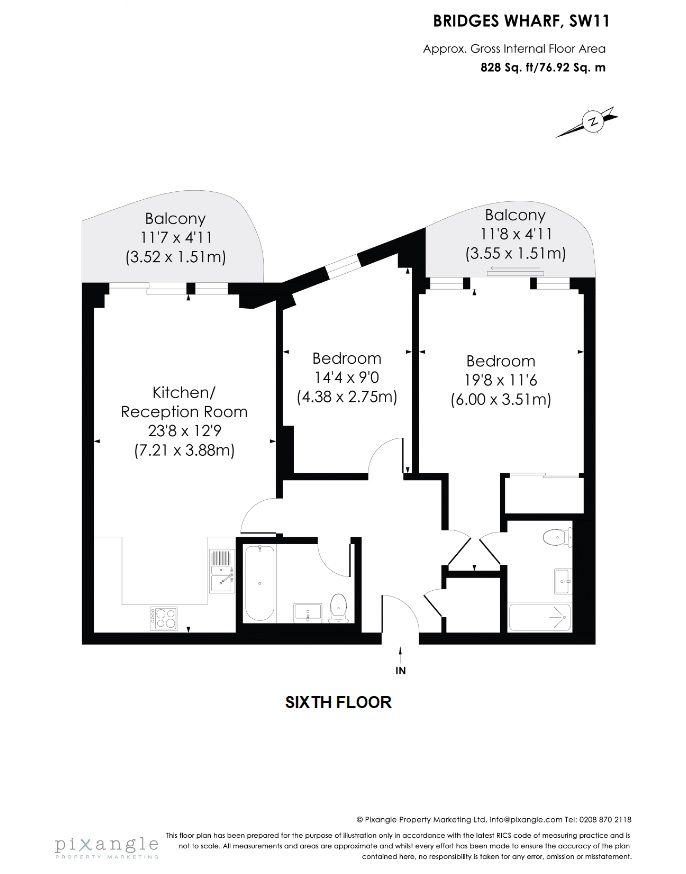 BRIDGES WHARF, SW11
Approx. Gross Internal Floor Area
828 Sq. ft/76.92 Sq. m
N
Balcony
11'7 x 4'11
(3.52 x 1.51m)
Balcony
11'8 x 4'11
(3.55 x 1.51m)
Bedroom
14'4 x 9'0
(4.38 x 2.75m)
Bedroom
19'8 x 11'6
(6.00 x 3.51m)
Kitchen/
Reception Room
23'8 x 12'9
(7.21 x 3.88m)
IN
SIXTH FLOOR
© Pixangle Property Marketing Ltd. Info@pixangle.com Tel: 0208 870 2118
pixangle
PROPERTY MARKETING
This floor plan has been prepared for the purpose of illustration only in accordance with the latest RICS code of measuring practice and is
not to scale. All measurements and areas are approximate and whilst every effort has been made to ensure the accuracy of the plan
contained here, no responsibility is taken for any error, omission or misstatement.